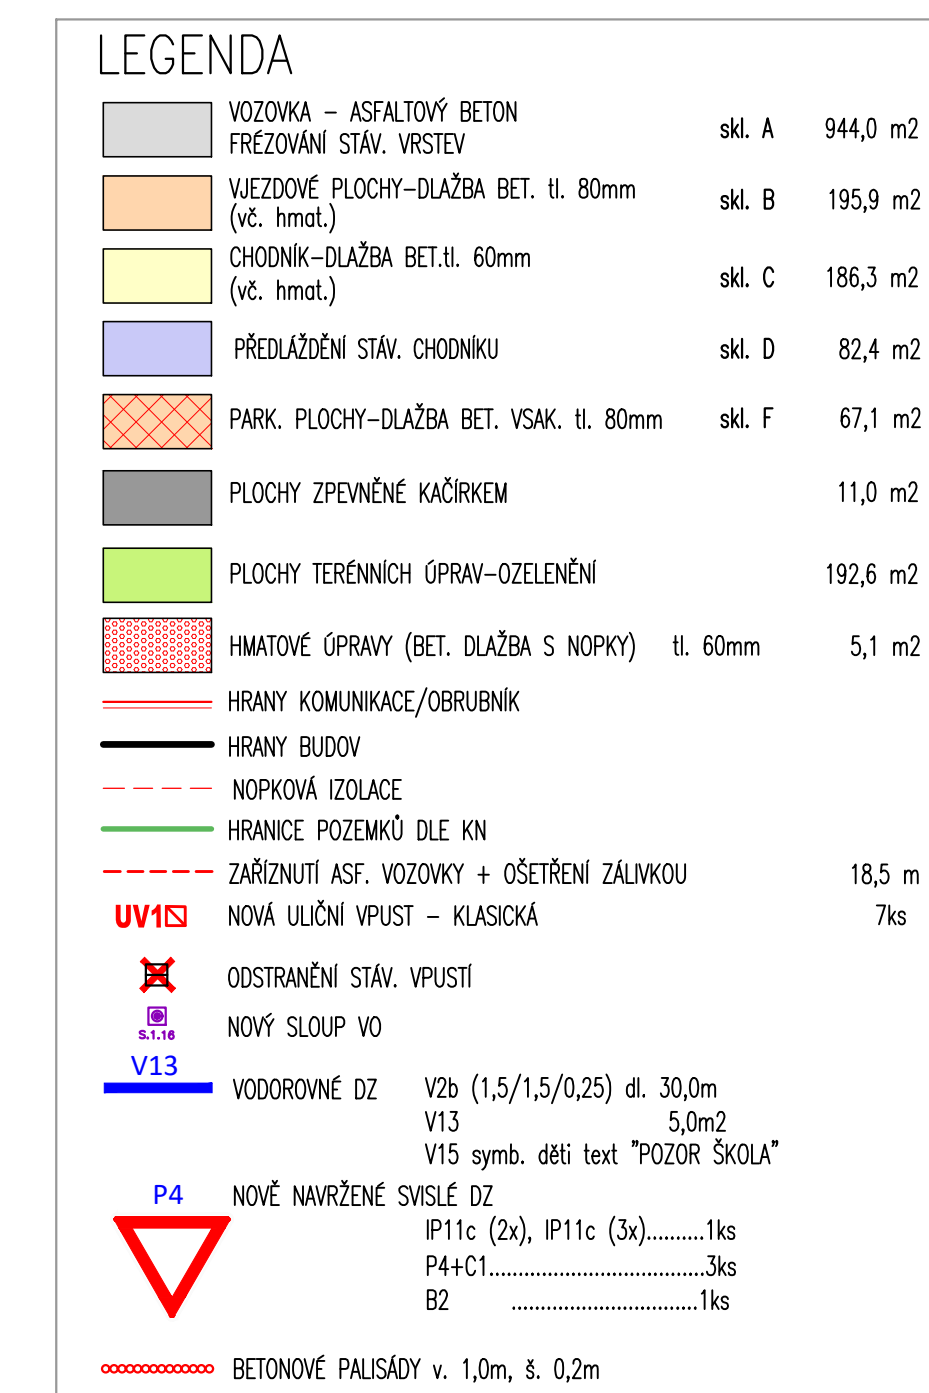 LEGENDA
VOZOVKA – ASFALTOVÝ BETON
FRÉZOVÁNÍ STÁV. VRSTEV skl. A 944,0 m2
VJEZDOVÉ PLOCHY–DLAŽBA BET. tl. 80mm
(vč. hmat.) skl. B 195,9 m2
CHODNÍK–DLAŽBA BET.tl. 60mm
(vč. hmat.) skl. C 186,3 m2
PŘEDLÁŽDĚNÍ STÁV. CHODNÍKU skl. D 82,4 m2
PARK. PLOCHY–DLAŽBA BET. VSAK. tl. 80mm skl. F 67,1 m2
PLOCHY ZPEVNĚNÉ KAČÍRKEM 11,0 m2
PLOCHY TERÉNNÍCH ÚPRAV–OZELENĚNÍ 192,6 m2
HMATOVÉ ÚPRAVY (BET. DLAŽBA S NOPKY) tl. 60mm 5,1 m2
HRANY KOMUNIKACE/OBRUBNÍK
HRANY BUDOV
NOPKOVÁ IZOLACE
HRANICE POZEMKŮ DLE KN
ZAŘÍZNUTÍ ASF. VOZOVKY + OŠETŘENÍ ZÁLIVKOU 18,5 m
UV1 NOVÁ ULIČNÍ VPUST – KLASICKÁ 7ks
ODSTRANĚNÍ STÁV. VPUSTÍ
S.1.16 NOVÝ SLOUP VO
V13
VODOROVNÉ DZ V2b (1,5/1,5/0,25) dl. 30,0m
V13 5,0m2
V15 symb. děti text "POZOR ŠKOLA"
P4 NOVĚ NAVRŽENÉ SVISLÉ DZ
IP11c (2x), IP11c (3x)..........1ks
P4+C1.....................................3ks
B2 ................................1ks
BETONOVÉ PALISÁDY v. 1,0m, š. 0,2m